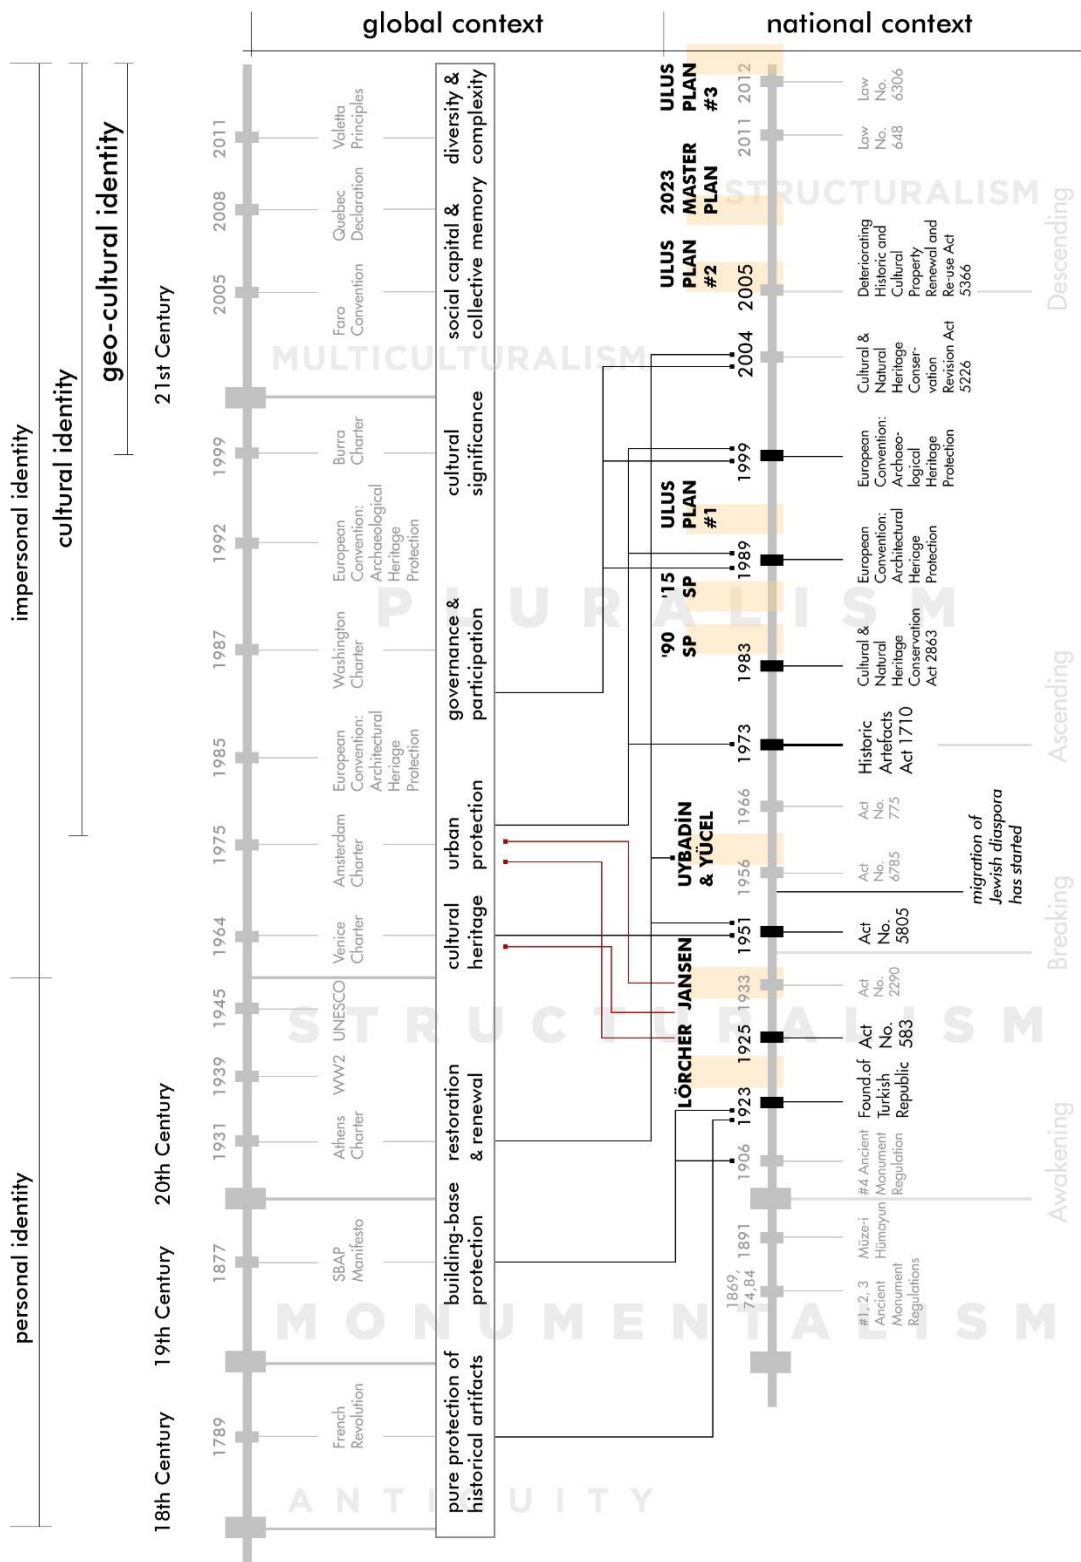 global context
national context
personal identity
impersonal identity
cultural identity
geo-cultural identity
18th Century
19th Century
20th Century
21st Century
1789
1877
1931
1939
1945
1964
1975
1985
1987
1992
1999
2005
2008
2011
French
Revolution
SBAP
Manifesto
Athens
Charter
WW2
UNESCO
Venice
Charter
Amsterdam
Charter
European
Convention:
Architectural
Heriage
Protection
Washington
Charter
European
Convention:
Archaeological
Heritage
Protection
Burra
Charter
Faro
Convention
Quebec
Declaration
Valetta
Principles
pure protection of
historical artifacts
building-base
protection
restoration
& renewal
cultural
heritage
urban
protection
governance &
participation
cultural
significance
social capital &
collective memory
diversity &
complexity
ANTIQUITY
MONUMENTALISM
STRUCTURALISM
PLURALISM
MULTICULTURALISM
STRUCTURALISM
LÖRCHER
JANSEN
UYBADİN
& YÜCEL
'90
SP
'15
SP
ULUS
PLAN
#1
ULUS
PLAN
#2
2023
MASTER
PLAN
ULUS
PLAN
#3
1869,
74,84
1891
1906
1923
1925
1933
1951
1956
1966
1973
1983
1989
1999
2004
2005
2011
2012
#1, 2, 3
Ancient
Monument
Regulations
Müze-i
Hümayun
#4 Ancient
Monument
Regulation
Found.of
Turkish
Republic
Act
No.
583
Act
No.
2290
Act
No.
5805
Act
No.
6785
Act
No.
775
Historic
Artefacts
Act 1710
Cultural &
Natural
Heritage
Conservation
Act 2863
European
Convention:
Architectural
Heriage
Protection
European
Convention:
Archaeo-
logical
Heritage
Protection
Cultural &
Natural
Heritage
Conser-
vation
Revision Act
5226
Deteriorating
Historic and
Cultural
Property
Renewal and
Re-use Act
5366
Law
No.
648
Law
No.
6306
migration of
Jewish diaspora
has started
Awakening
Breaking
Ascending
Descending